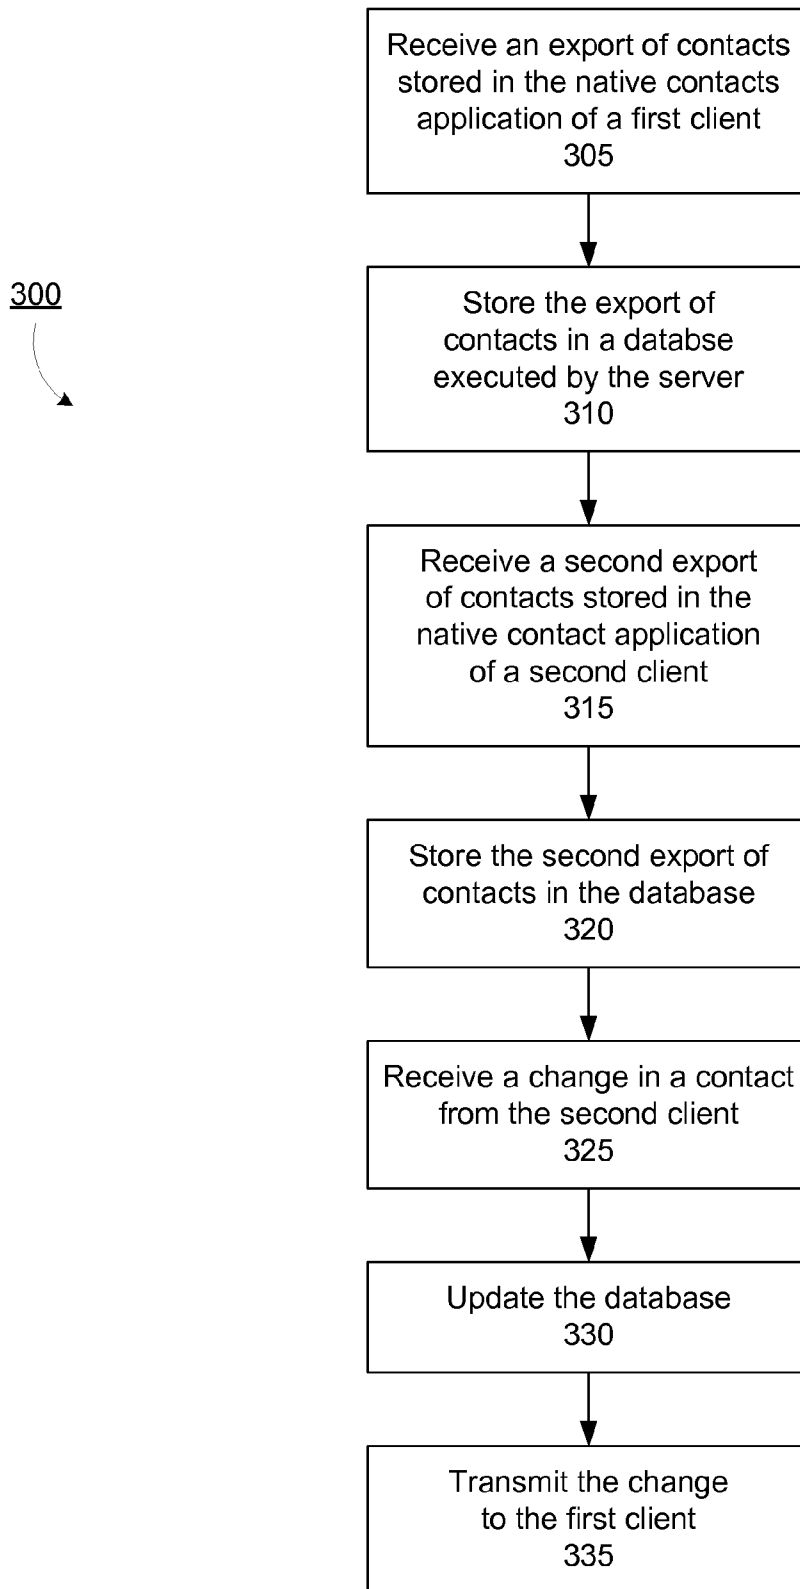 Receive an export of contacts
stored in the native contacts
application of a first client
305
300
Store the export of
contacts in a databse
executed by the server
310
Receive a second export
of contacts stored in the
native contact application
of a second client
315
Store the second export of
contacts in the database
320
Receive a change in a contact
from the second client
325
Update the database
330
Transmit the change
to the first client
335